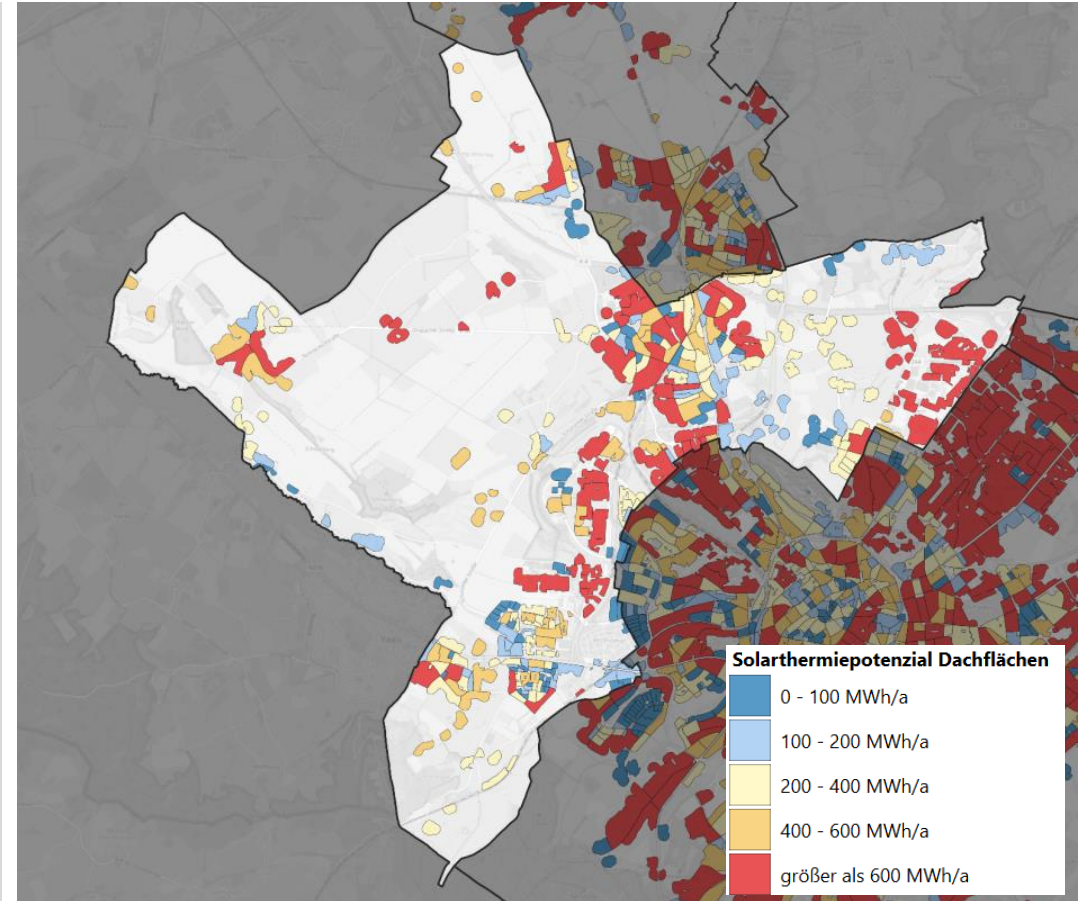 Solarthermiepotenzial Dachflächen
0 - 100 MWh/a
100 - 200 MWh/a
200 - 400 MWh/a
400 - 600 MWh/a
größer als 600 MWh/a